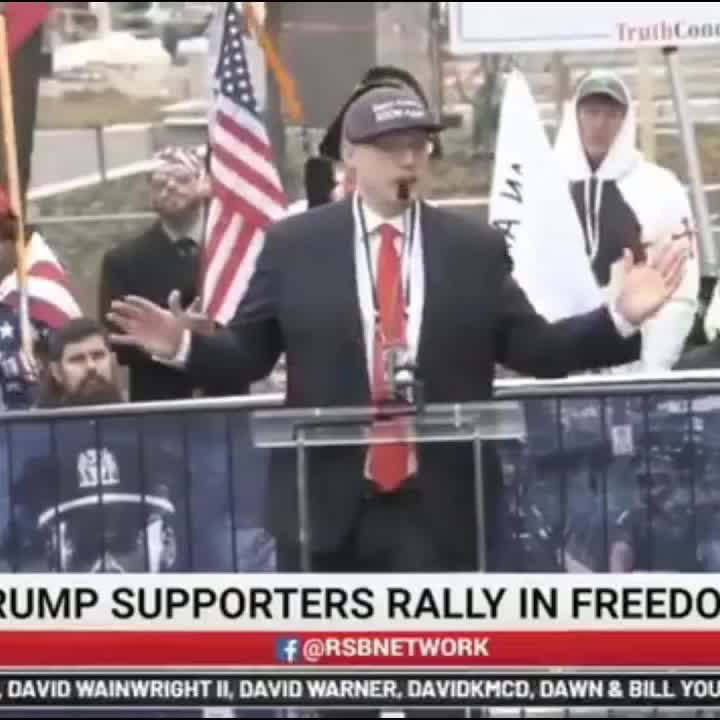 TruthCon
RUMP SUPPORTERS RALLY IN FREEDO
f @RSBNETWORK
, DAVID WAINWRIGHT II, DAVID WARNER, DAVIDKMCD, DAWN & BILL YOU